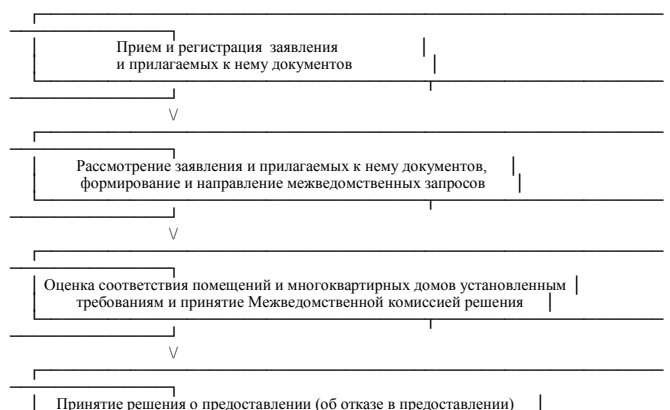 Прием и регистрация заявления
и прилагаемых к нему документов
\/
Рассмотрение заявления и прилагаемых к нему документов,
формирование и направление межведомственных запросов
\/
Оценка соответствия помещений и многоквартирных домов установленным
требованиям и принятие Межведомственной комиссией решения
\/
Принятие решения о предоставлении (об отказе в предоставлении)